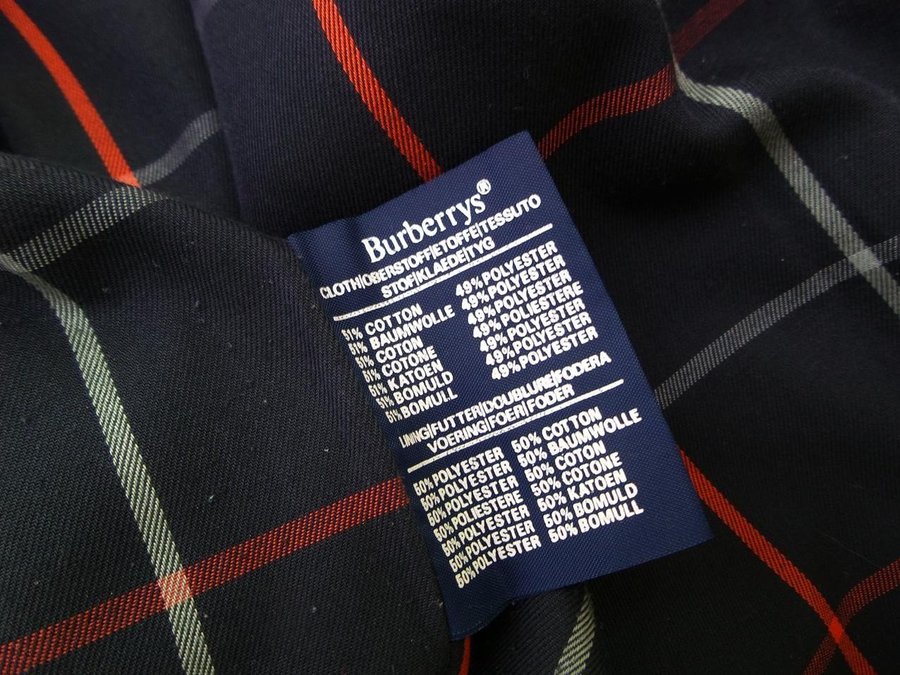 Burberrys®
CLOTH|OBERSTOFF|ETOFFE|TESSUTO
STOF|KLAEDE|TYG
51% COTTON 49% POLYESTER
51% BAUMWOLLE 49% POLYESTER
51% COTON 49% POLYESTER
51% COTONE 49% POLIESTERE
51% KATOEN 49% POLYESTER
51% BOMULD 49% POLYESTER
51% BOMULL 49% POLYESTER
LINING|FUTTER|DOUBLURE|FODERA
VOERING|FOER|FODER
50% POLYESTER 50% COTTON
50% POLYESTER 50% BAUMWOLLE
50% POLYESTER 50% COTON
50% POLIESTERE 50% COTONE
50% POLYESTER 50% KATOEN
50% POLYESTER 50% BOMULD
50% POLYESTER 50% BOMULL